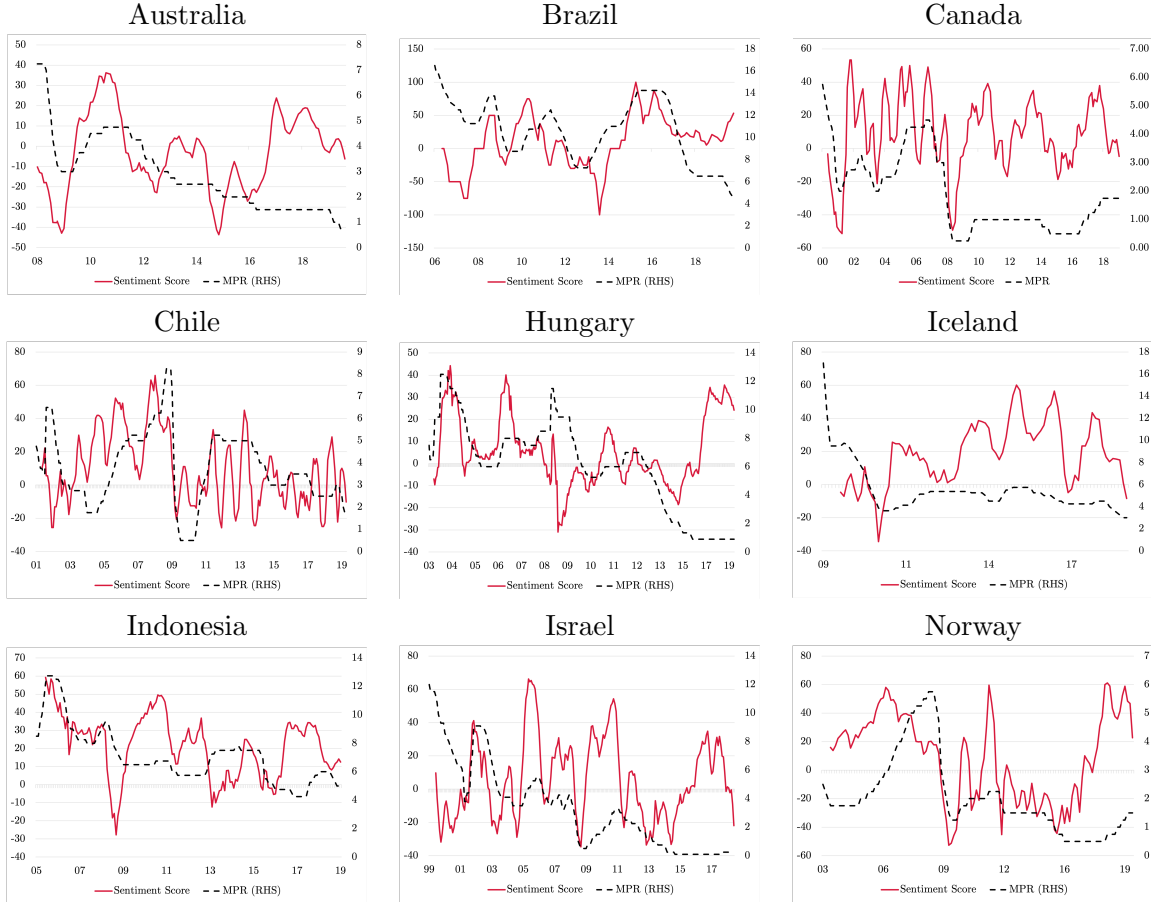 Australia Brazil Canada
50 8 150 18 60 7.00
40 7 100 16 40 6.00
30 6 50 14 20 5.00
20 5 0 12 0 4.00
10 4 -50 10 -20 3.00
0 3 -100 8 -40 2.00
-10 2 -150 6 -60 1.00
-20 1 4 0.00
-30 0 2
-40 0
-50
08 10 12 14 16 18 06 08 10 12 14 16 18 00 02 04 06 08 10 12 14 16 18
Sentiment Score MPR (RHS) Sentiment Score MPR (RHS) Sentiment Score MPR
Chile Hungary Iceland
80 9 50 14 80 18
60 8 40 12 60 16
40 7 30 10 40 14
20 6 20 8 20 12
0 5 10 6 0 10
-20 4 0 4 -20 8
-40 3 -10 2 -40 6
2 -20 0 4
1 -30 2
0 -40 0
01 03 05 07 09 11 13 15 17 19 03 04 05 06 08 09 10 11 13 14 15 17 18 19 09 11 14 17
Sentiment Score MPR (RHS) Sentiment Score MPR (RHS) Sentiment Score MPR (RHS)
Indonesia Israel Norway
70 14 80 14 80 7
60 12 60 12 60 6
50 10 40 10 40 5
40 8 20 8 20 4
30 6 0 6 0 3
20 4 -20 4 -20 2
10 2 -40 2 -40 1
0 0 0 -60 0
-10
-20
-30
-40
05 07 09 11 13 15 17 19 99 01 03 05 07 09 11 13 15 17 03 06 09 12 14 16 19
Sentiment Score MPR (RHS) Sentiment Score MPR (RHS) Sentiment Score MPR (RHS)